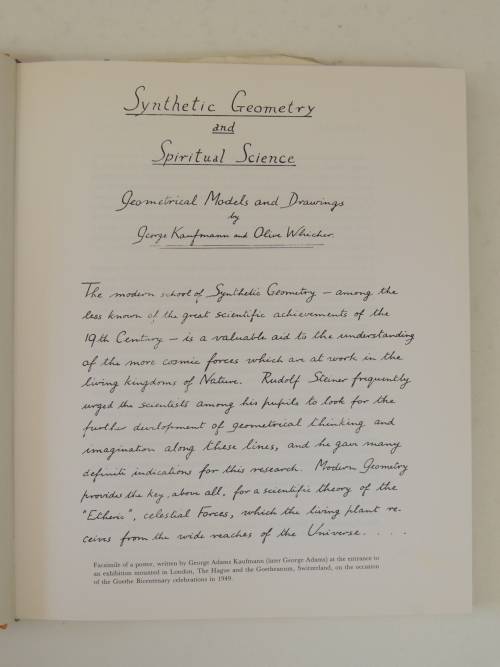 Synthetic Geometry
and
Spiritual Science
Geometrical Models and Drawings
by
George Kaufmann and Olive Whicher.
The modern school of Synthetic Geometry – among the
less known of the great scientific achievements of the
19th Century – is a valuable aid to the understanding
of the more cosmic forces which are at work in the
living kingdoms of Nature. Rudolf Steiner frequently
urged the scientists among his pupils to look for the
further development of geometrical thinking and
imagination along these lines, and he gave many
definite indications for this research. Modern Geometry
provides the key, above all, for a scientific theory of the
"Etheric", celestial Forces, which the living plant re-
ceives from the wide reaches of the Universe. . . . .
Facsimile of a poster, written by George Adams Kaufmann (later George Adams) at the entrance to
an exhibition mounted in London, The Hague and the Goetheanum, Switzerland, on the occasion
of the Goethe Bicentenary celebrations in 1949.